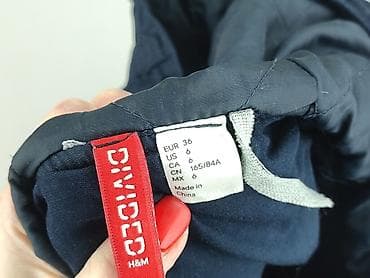 DIVIDED
H&M
EUR 36
US 6
CA 6
CN 165/84A
MX 6
Made in
China